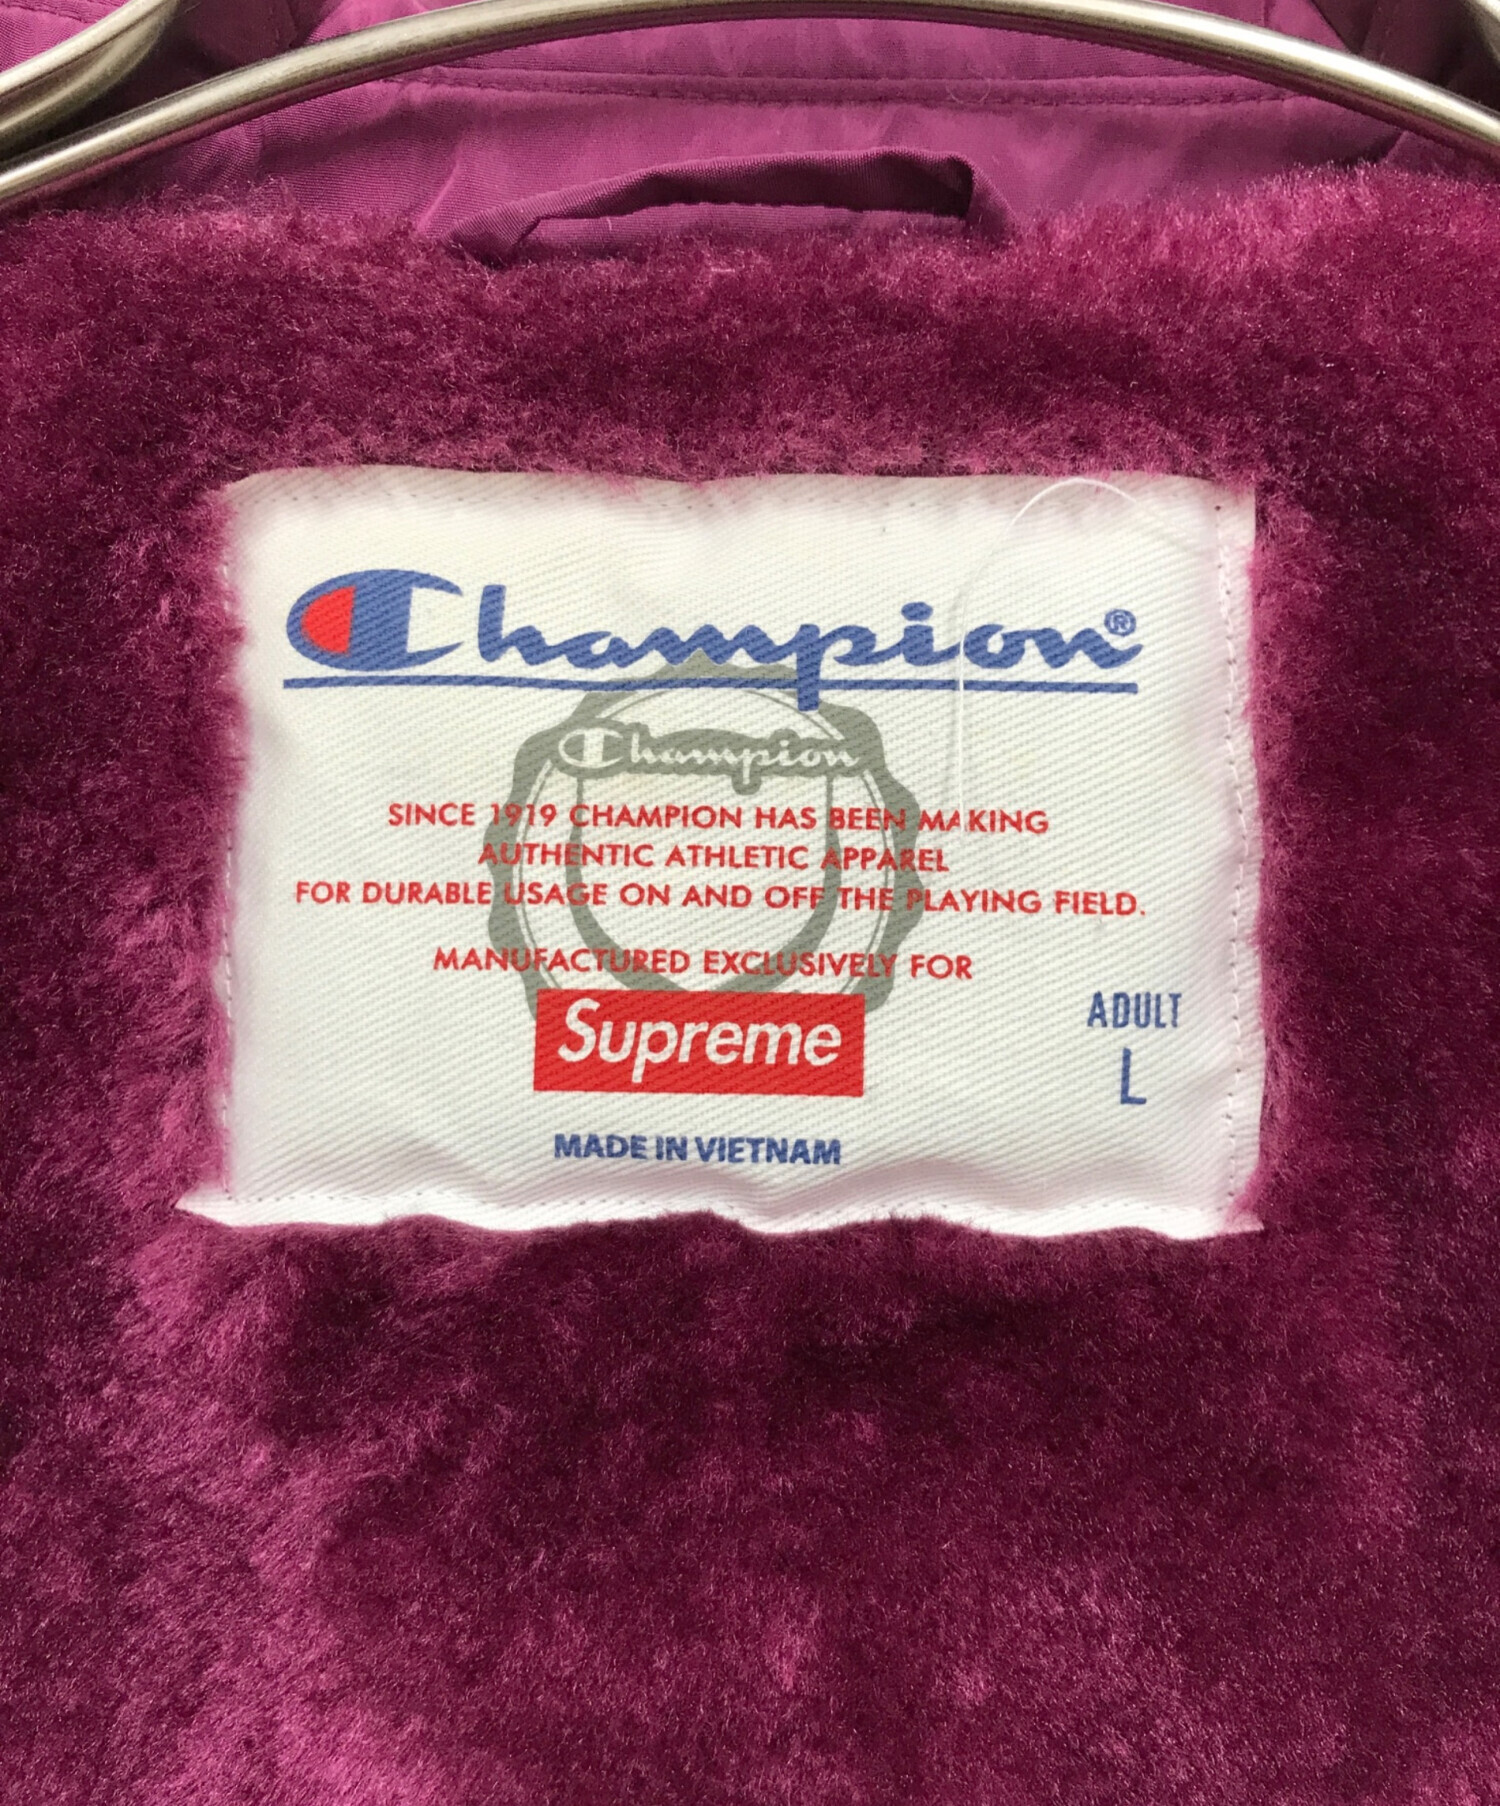 Champion®
Champion
SINCE 1919 CHAMPION HAS BEEN MAKING
AUTHENTIC ATHLETIC APPAREL
FOR DURABLE USAGE ON AND OFF THE PLAYING FIELD.
MANUFACTURED EXCLUSIVELY FOR
Supreme
ADULT
L
MADE IN VIETNAM